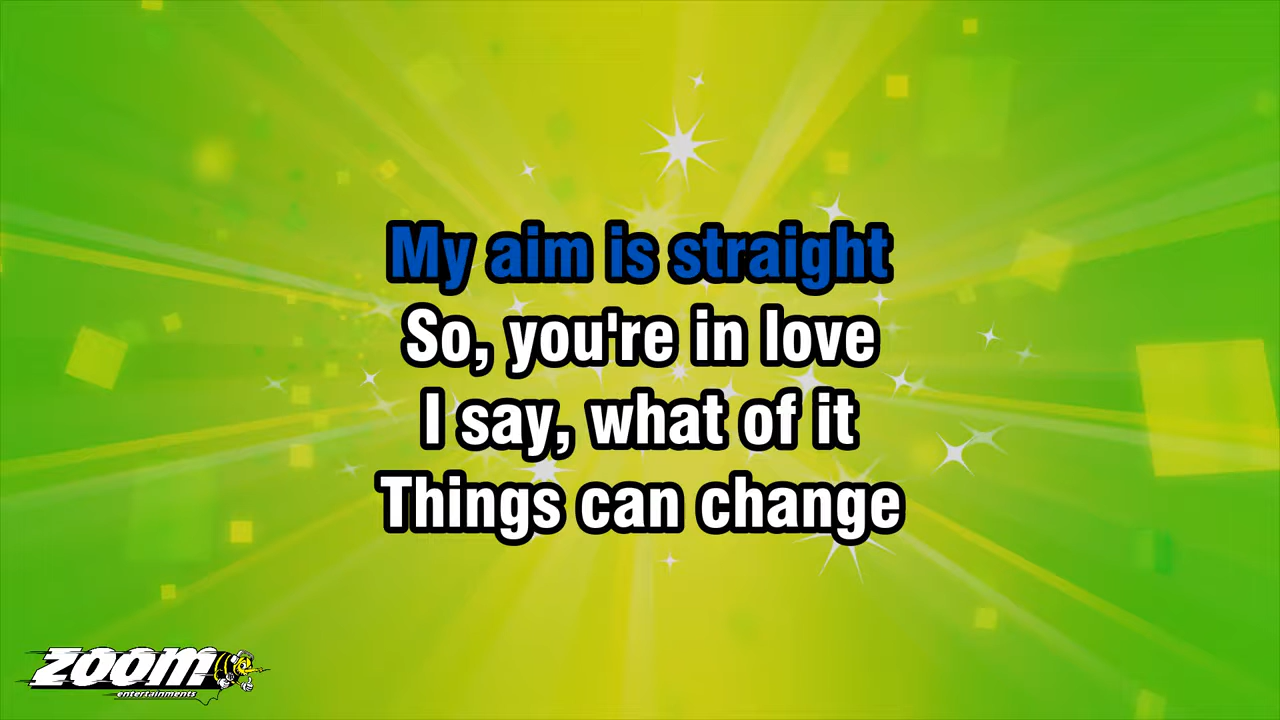 My aim is straight
So, you're in love
I say, what of it
Things can change
ZOOM
entertainments